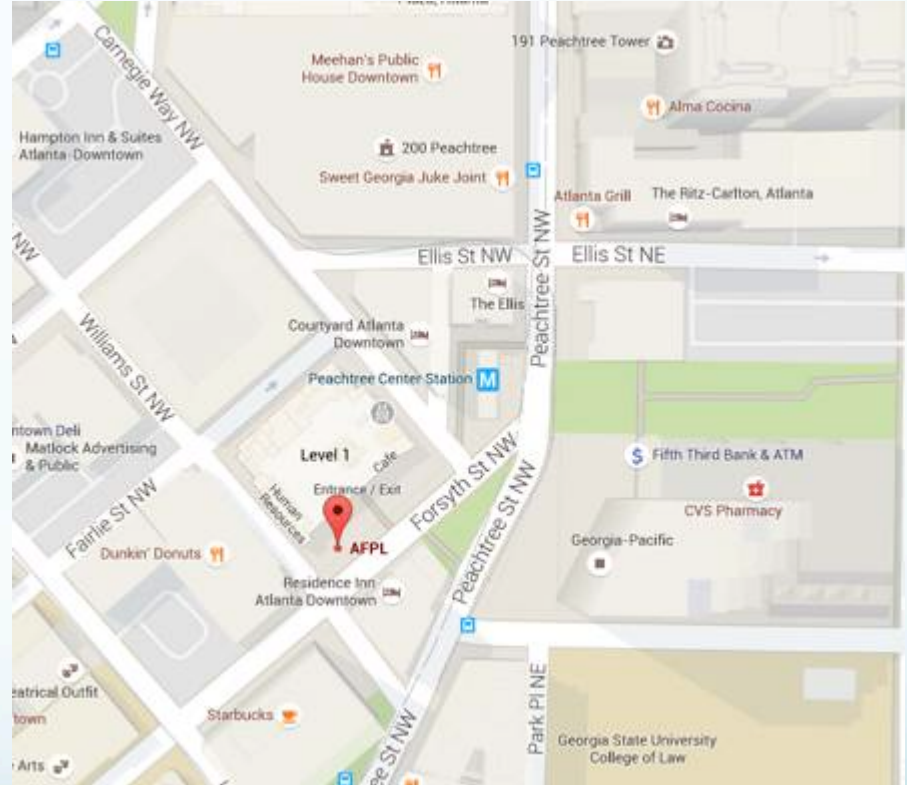 191 Peachtree Tower
Carnegie Way NW
Meehan's Public
House Downtown
Alma Cocina
Hampton Inn & Suites
Atlanta-Downtown
200 Peachtree
Sweet Georgia Juke Joint
Atlanta Grill
The Ritz-Carlton, Atlanta
Peachtree St NW
NW
Ellis St NW
Ellis St NE
The Ellis
Courtyard Atlanta
Downtown
Williams St NW
Peachtree Center Station
M
ntown Deli
Matlock Advertising
& Public
Level 1
Cafe
Entrance / Exit
Human
Resources
Forsyth St NW
$
Fifth Third Bank & ATM
CVS Pharmacy
Fairlie St NW
Dunkin' Donuts
AFPL
Georgia-Pacific
Peachtree St NW
Residence Inn
Atlanta Downtown
eatrical Outfit
town
Starbucks
Park Pl NE
Georgia State University
College of Law
Arts
ee St NW